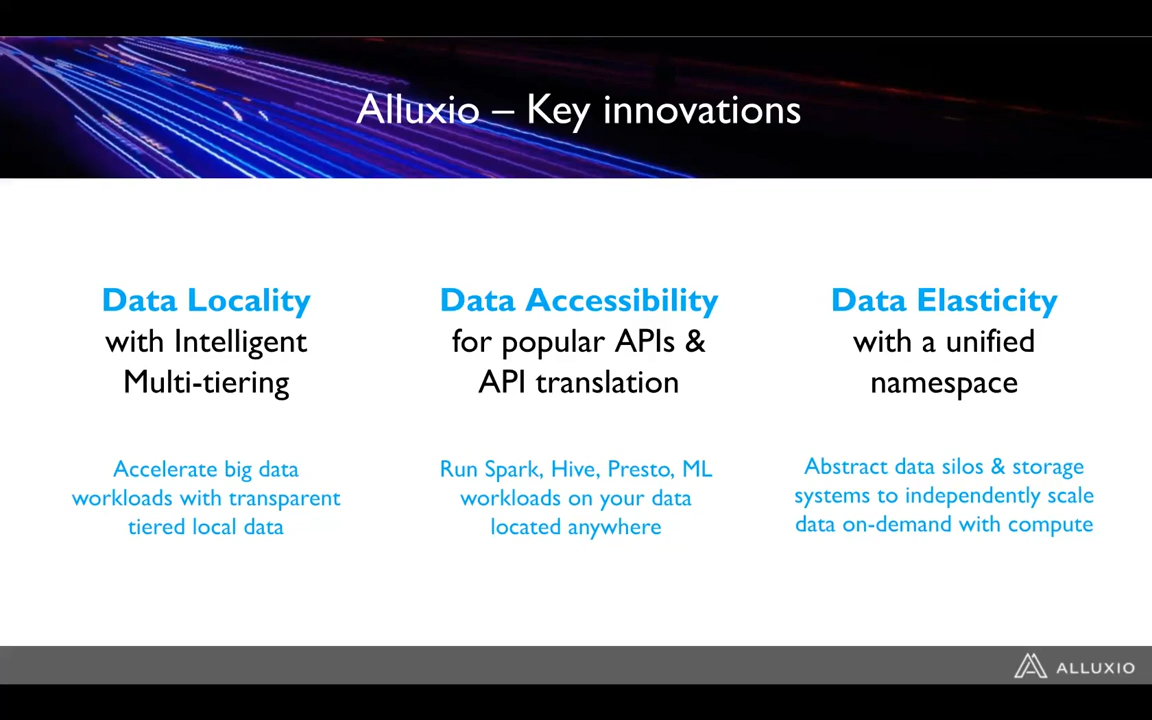 Alluxio – Key innovations
Data Locality
with Intelligent
Multi-tiering
Accelerate big data
workloads with transparent
tiered local data
Data Accessibility
for popular APIs &
API translation
Run Spark, Hive, Presto, ML
workloads on your data
located anywhere
Data Elasticity
with a unified
namespace
Abstract data silos & storage
systems to independently scale
data on-demand with compute
ALLUXIO